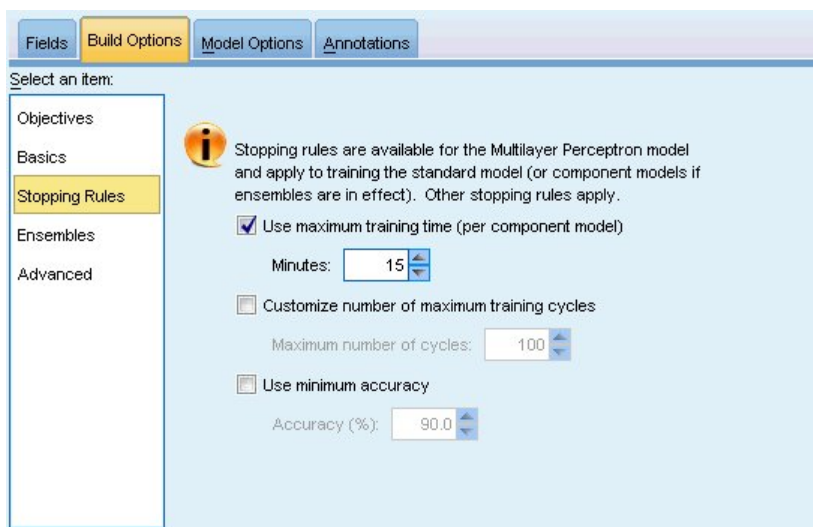 Fields Build Options Model Options Annotations
Select an item:
Objectives
Basics
Stopping Rules
Ensembles
Advanced
Stopping rules are available for the Multilayer Perceptron model
and apply to training the standard model (or component models if
ensembles are in effect). Other stopping rules apply.
Use maximum training time (per component model)
Minutes: 15
Customize number of maximum training cycles
Maximum number of cycles: 100
Use minimum accuracy
Accuracy (%): 90.0